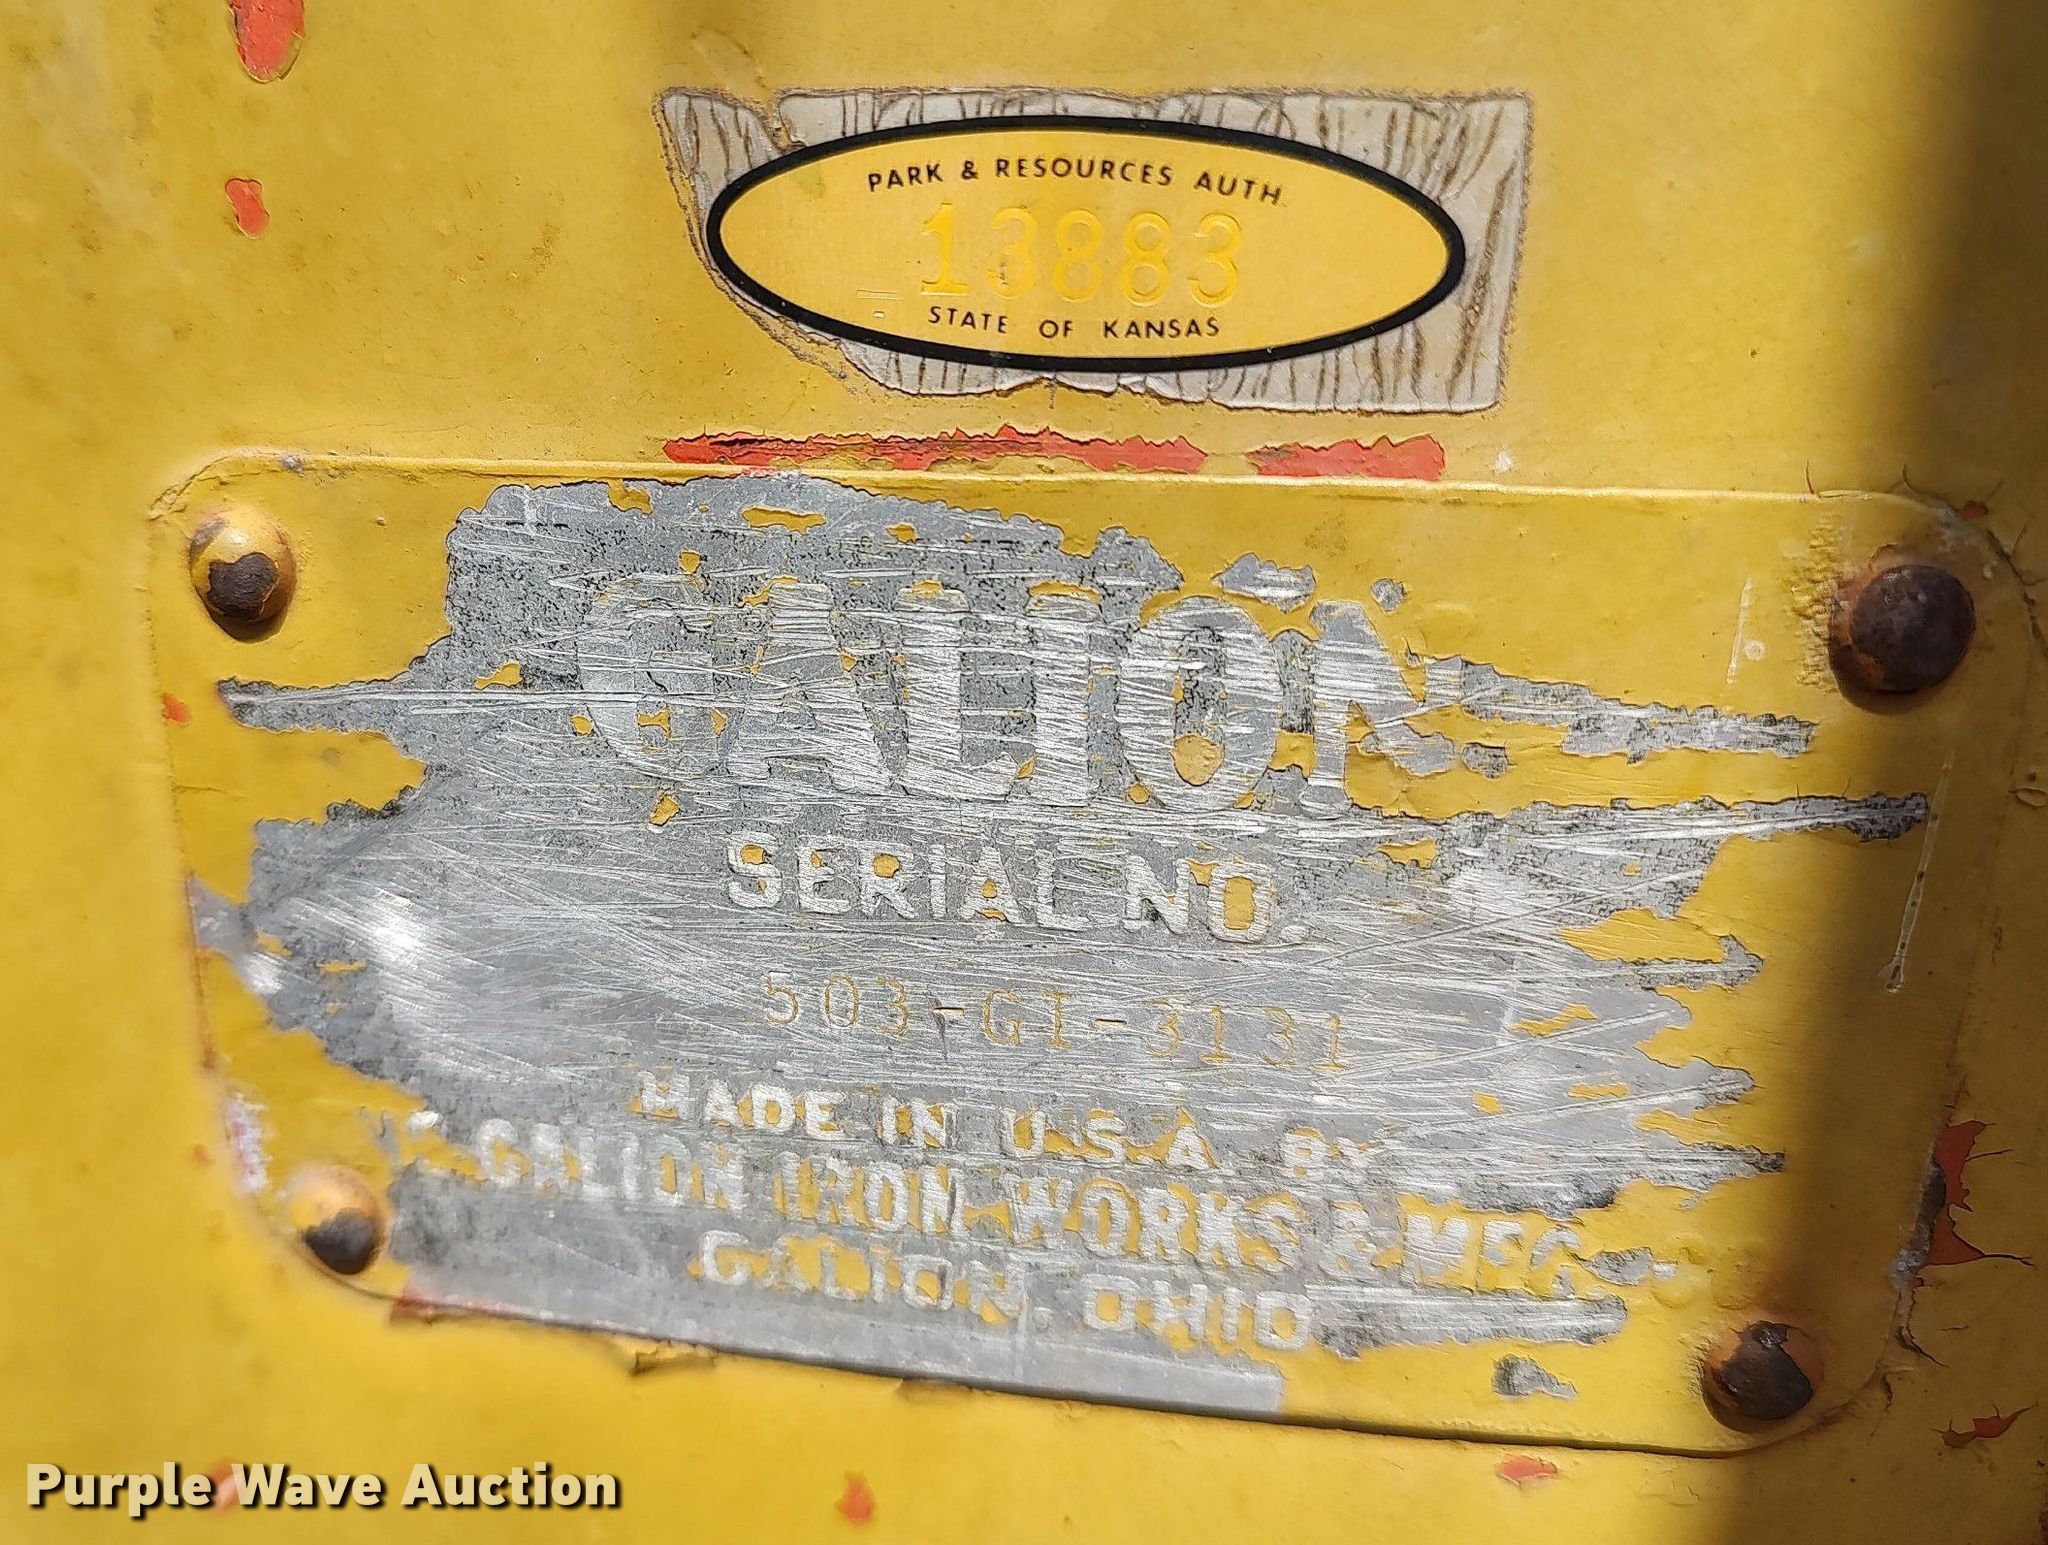 PARK & RESOURCES AUTH
13883
STATE OF KANSAS
GALION
SERIAL NO.
503-GI-3131
MADE IN U.S.A. BY
GALION IRON WORKS & MFG.
GALION, OHIO
Purple Wave Auction